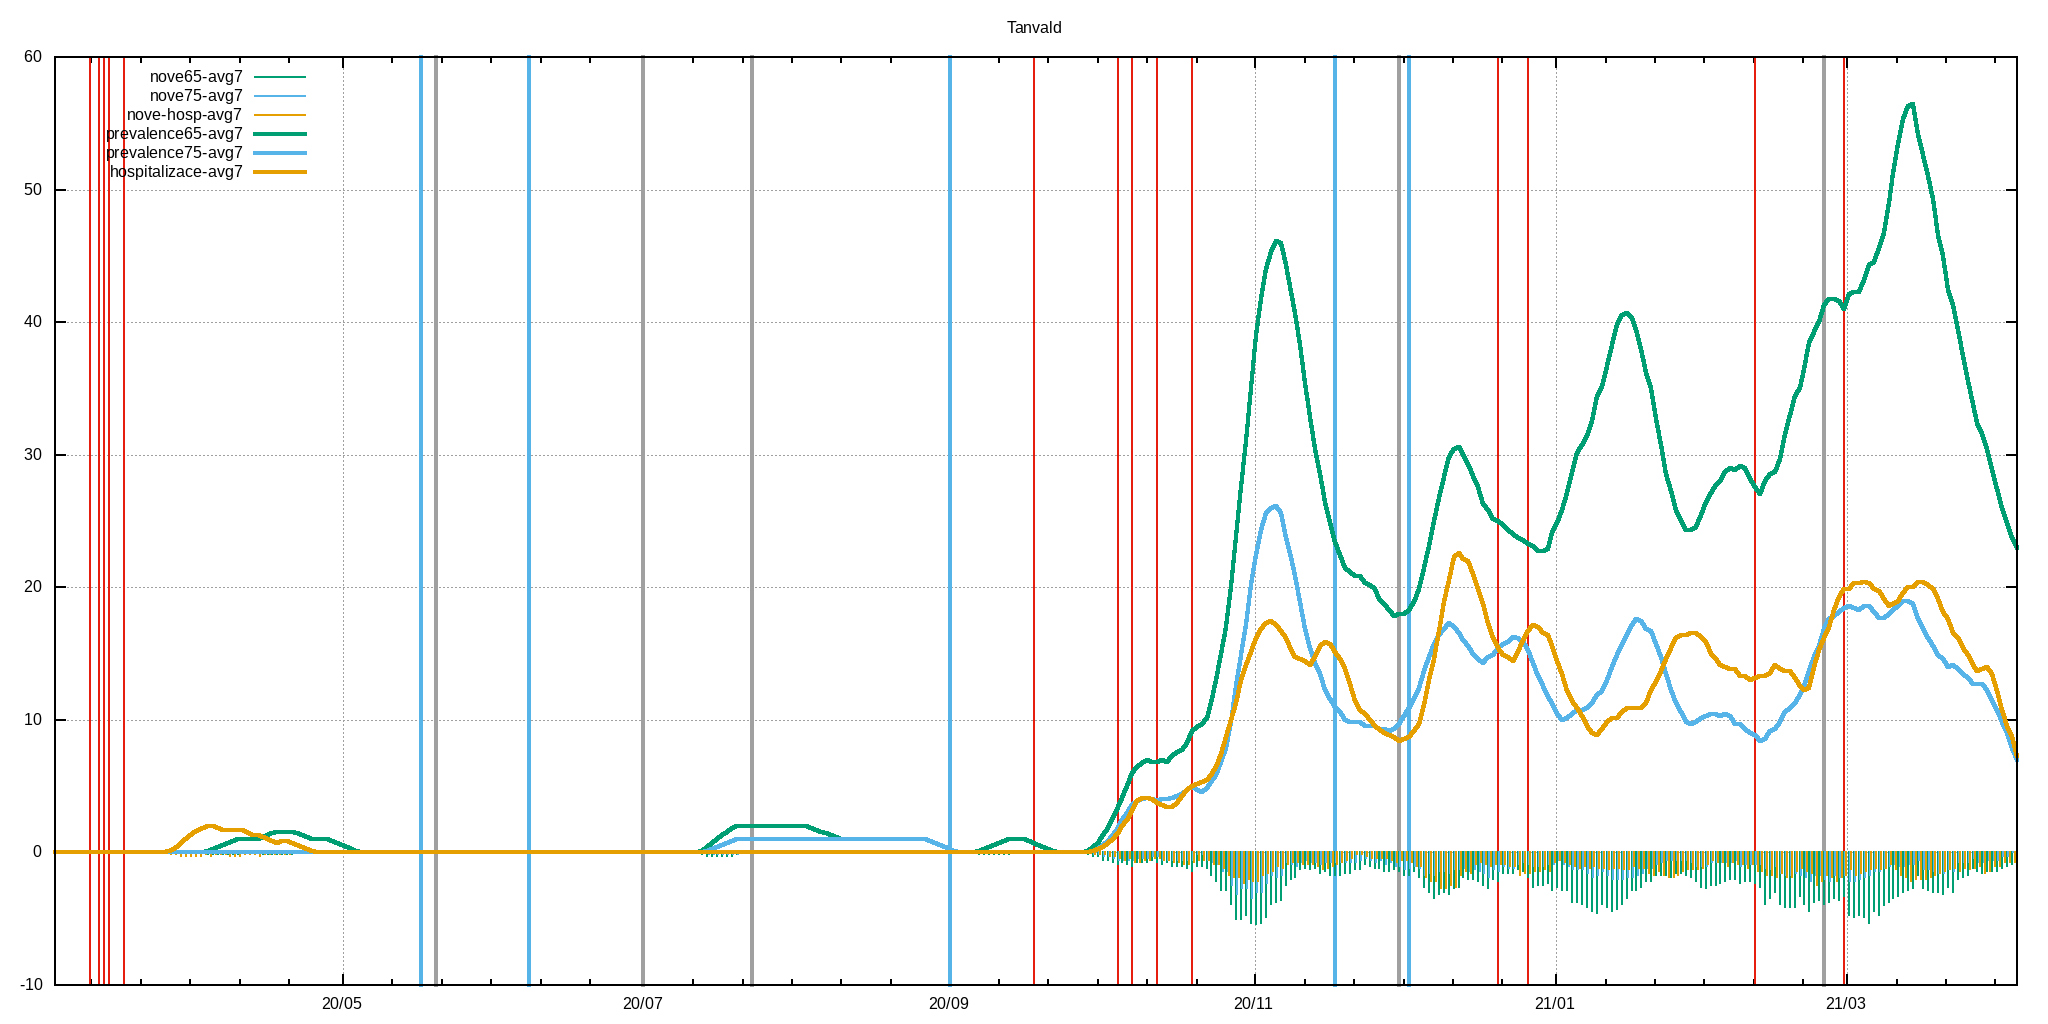 Tanvald
60
50
40
30
20
10
0
-10
nove65-avg7
nove75-avg7
nove-hosp-avg7
prevalence65-avg7
prevalence75-avg7
hospitalizace-avg7
20/05
20/07
20/09
20/11
21/01
21/03